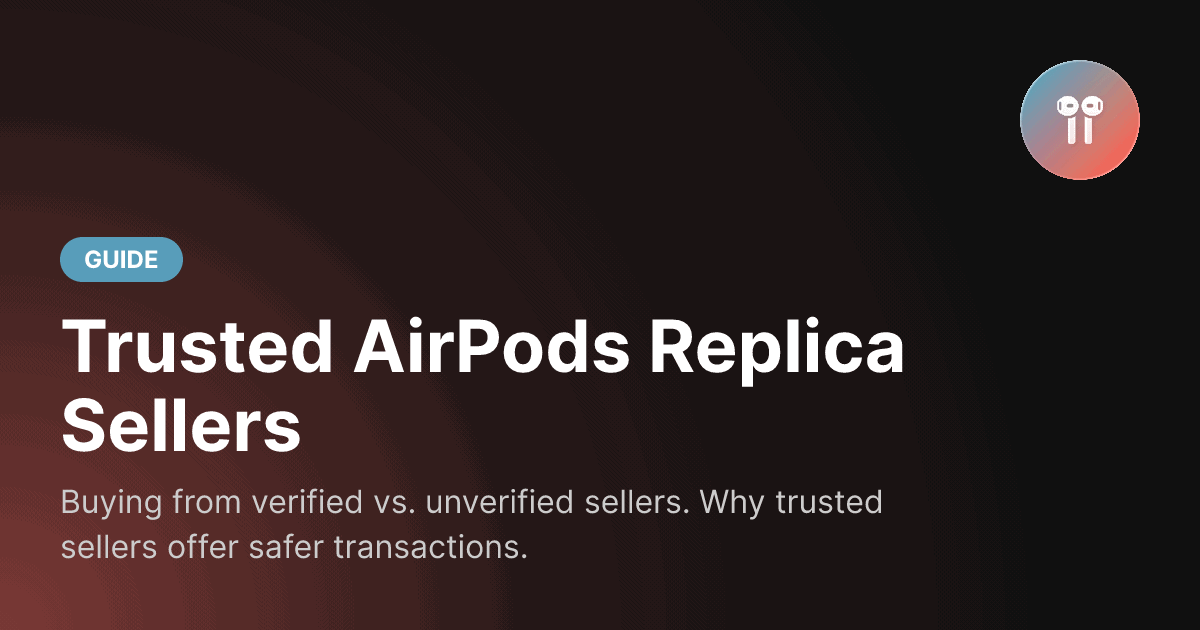 GUIDE
Trusted AirPods Replica
Sellers
Buying from verified vs. unverified sellers. Why trusted
sellers offer safer transactions.